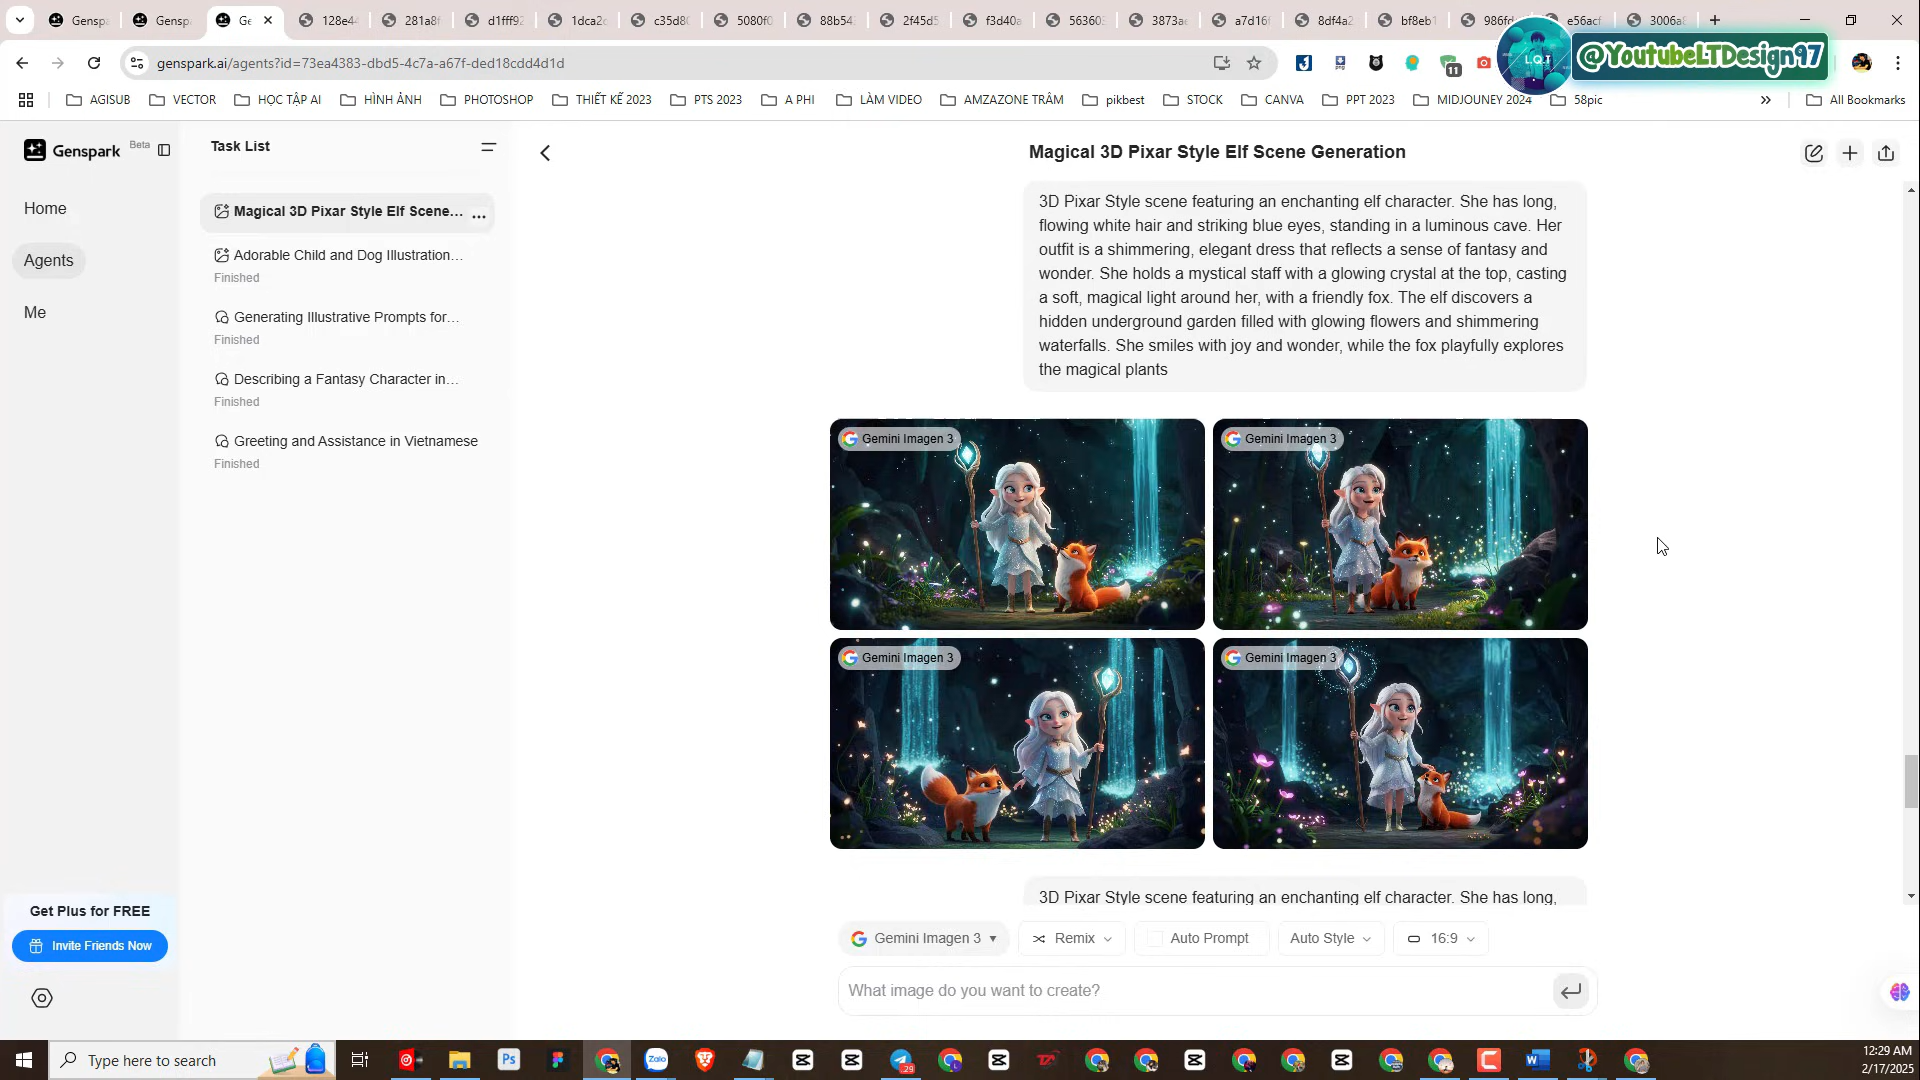 Gensp
Gensp
Ge
128e4
281a8f
d1fff92
1dca2
c35d8
5080f0
88b54
2f45d5
f3d40a
56360
3873a
a7d16f
8df4a2
bf8eb
986fd
e56acf
3006a
genspark.ai/agents?id=73ea4383-dbd5-4c7a-a67f-ded18cdd4d1d
11
L.Q.T
@YoutubeLTDesign97
AGISUB
VECTOR
HỌC TẬP AI
HÌNH ẢNH
PHOTOSHOP
THIẾT KẾ 2023
PTS 2023
A PHI
LÀM VIDEO
AMZAZONE TRÂM
pikbest
STOCK
CANVA
PPT 2023
MIDJOUNEY 2024
58pic
All Bookmarks
Genspark Beta
Home
Agents
Me
Get Plus for FREE
Invite Friends Now
Task List
Magical 3D Pixar Style Elf Scene...
Adorable Child and Dog Illustration...
Finished
Generating Illustrative Prompts for...
Finished
Describing a Fantasy Character in...
Finished
Greeting and Assistance in Vietnamese
Finished
Magical 3D Pixar Style Elf Scene Generation
3D Pixar Style scene featuring an enchanting elf character. She has long,
flowing white hair and striking blue eyes, standing in a luminous cave. Her
outfit is a shimmering, elegant dress that reflects a sense of fantasy and
wonder. She holds a mystical staff with a glowing crystal at the top, casting
a soft, magical light around her, with a friendly fox. The elf discovers a
hidden underground garden filled with glowing flowers and shimmering
waterfalls. She smiles with joy and wonder, while the fox playfully explores
the magical plants
Gemini Imagen 3
Gemini Imagen 3
Gemini Imagen 3
Gemini Imagen 3
3D Pixar Style scene featuring an enchanting elf character. She has long,
Gemini Imagen 3
Remix
Auto Prompt
Auto Style
16:9
What image do you want to create?
Type here to search
Ps
Zalo
29
12:29 AM
2/17/2025